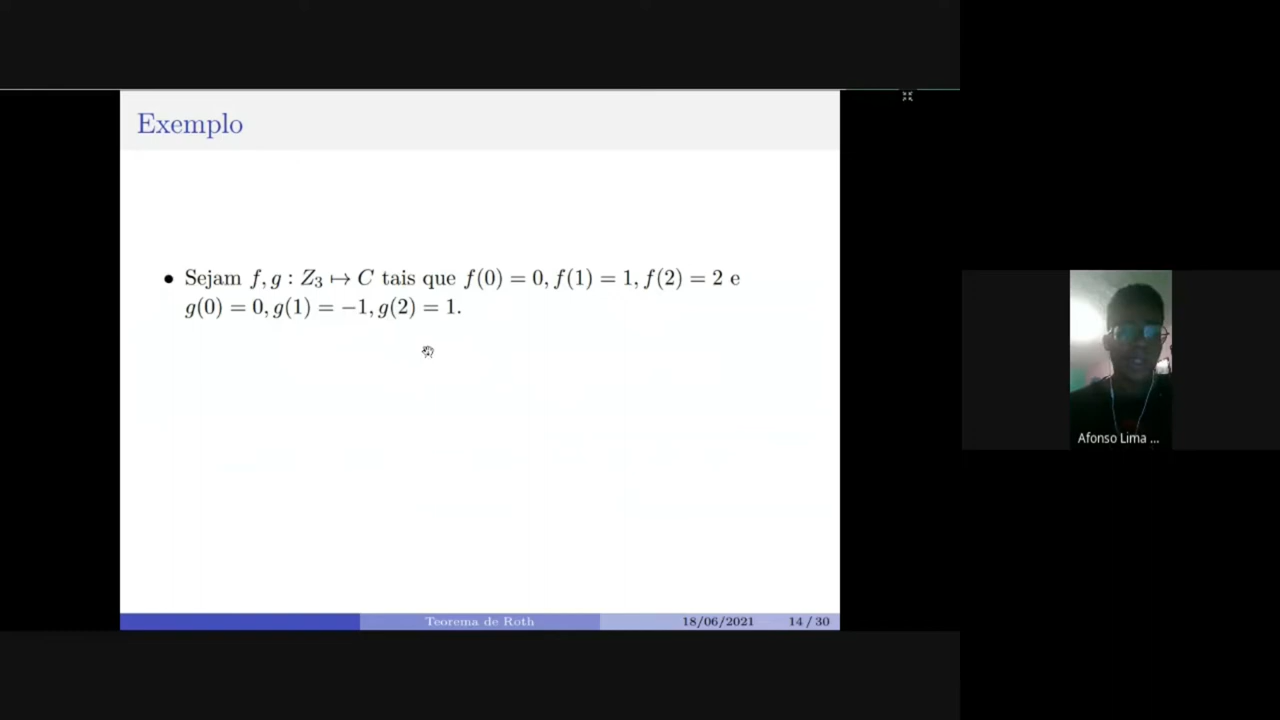 Exemplo
• Sejam f, g : Z₃ ↦ C tais que f(0) = 0, f(1) = 1, f(2) = 2 e
g(0) = 0, g(1) = −1, g(2) = 1.
Afonso Lima ...
Teorema de Roth 18/06/2021 14 / 30